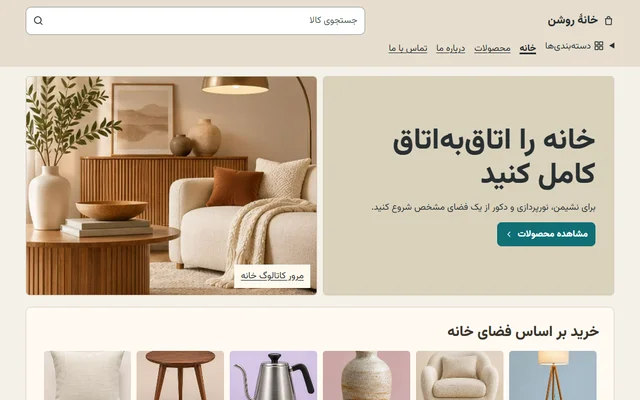 خانهٔ روشن
جستجوی کالا
دسته‌بندی‌ها
خانه
محصولات
درباره ما
تماس با ما
خانه را اتاق‌به‌اتاق
کامل کنید
برای نشیمن، نورپردازی و دکور از یک فضای مشخص شروع کنید.
مشاهده محصولات
مرور کاتالوگ خانه
خرید بر اساس فضای خانه